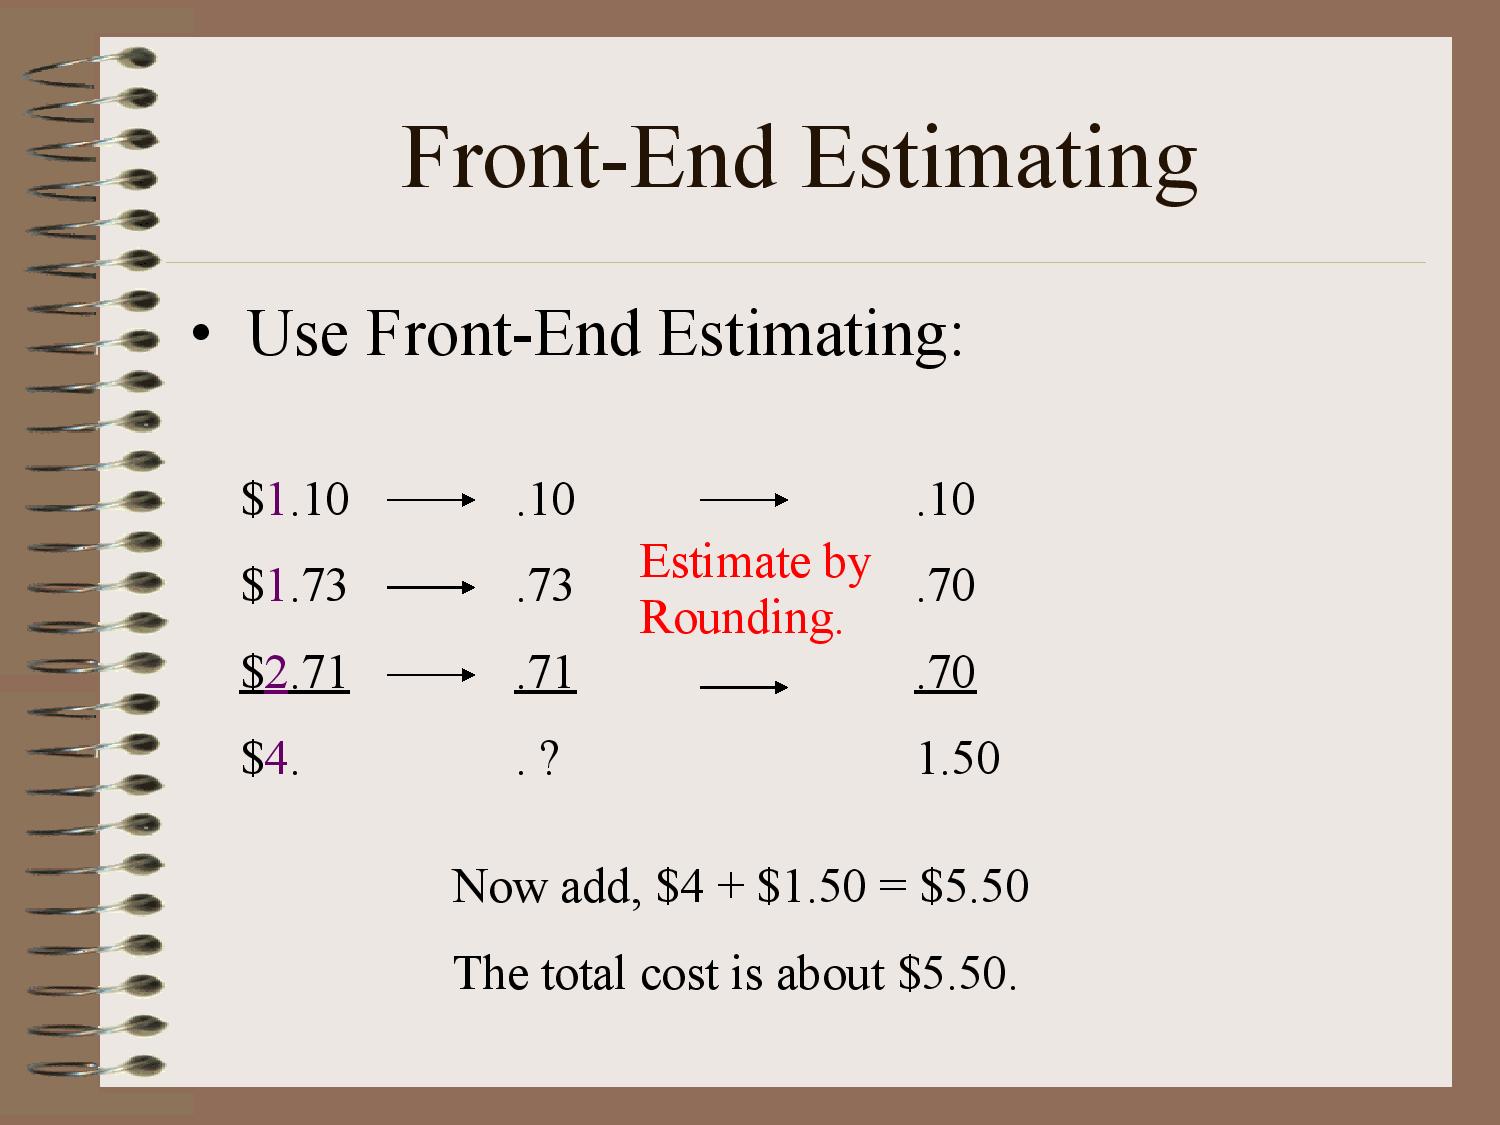 Front-End Estimating
• Use Front-End Estimating:
$1.10 .10 .10
Estimate by
$1.73 .73 .70
Rounding.
$2.71 .71 .70
$4. . ? 1.50
Now add, $4 + $1.50 = $5.50
The total cost is about $5.50.